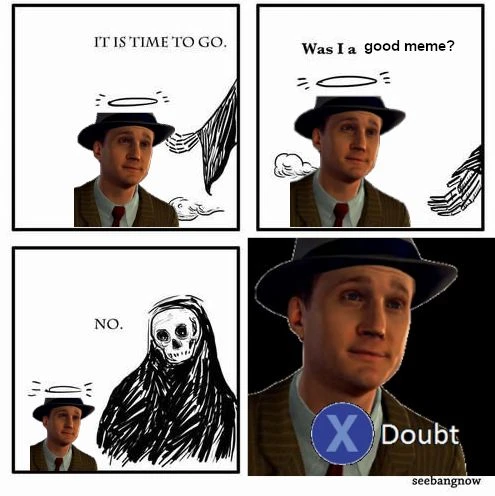 IT IS TIME TO GO.
Was I a good meme?
NO.
X Doubt
seebangnow